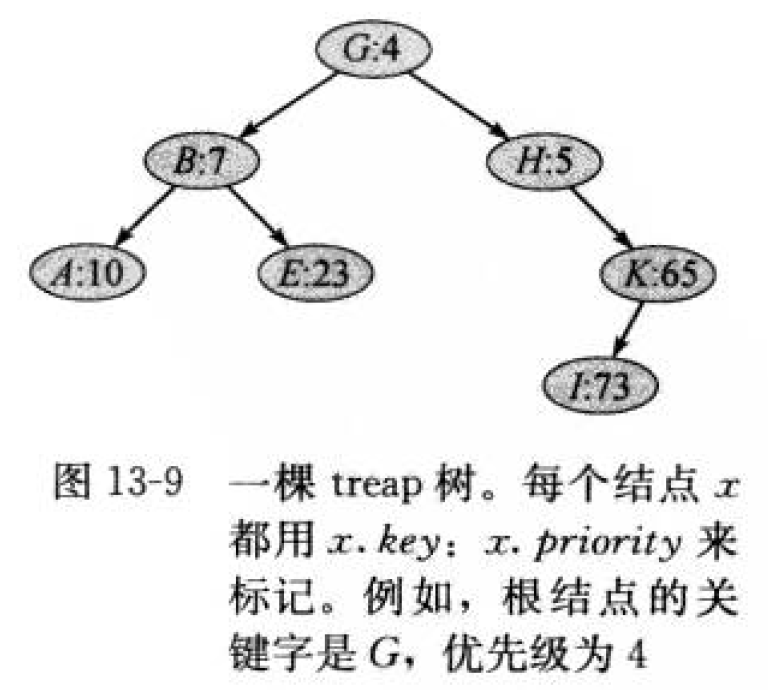 G:4
B:7 H:5
A:10 E:23 K:65
I:73
图 13-9 一棵 treap 树。每个结点 x
都用 x.key：x.priority 来
标记。例如，根结点的关
键字是 G，优先级为 4